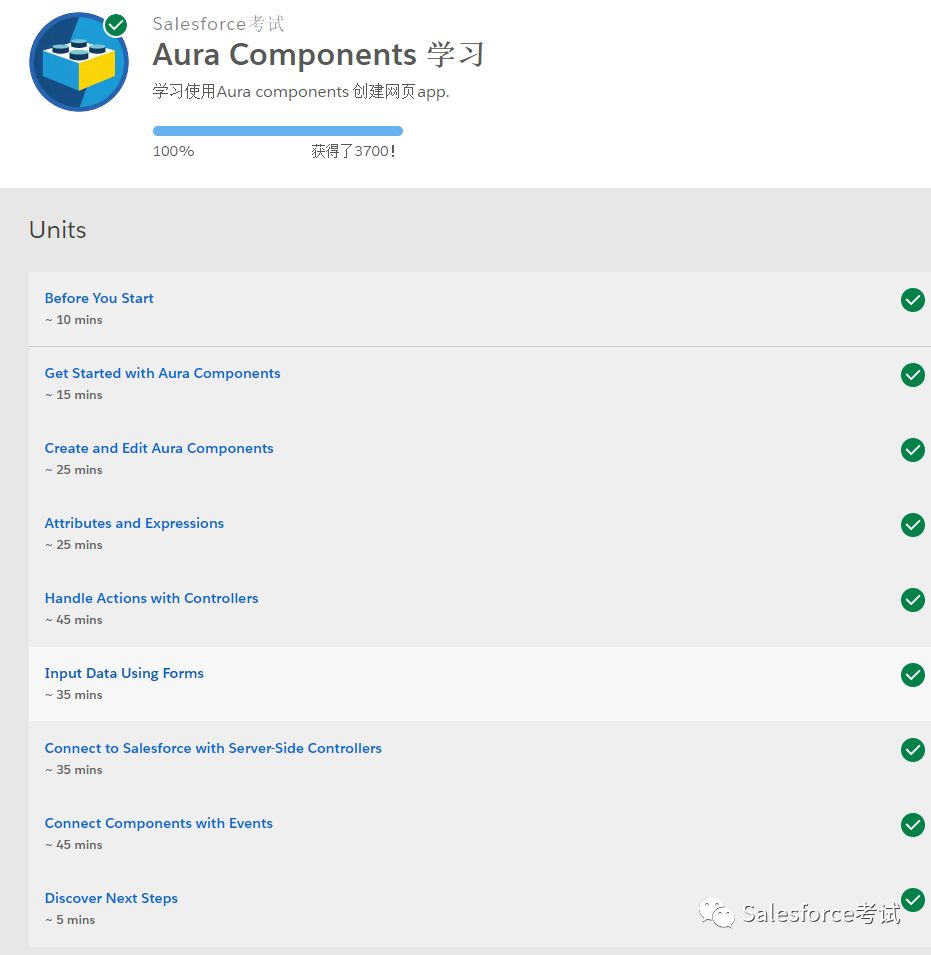 Salesforce考试
Aura Components 学习
学习使用Aura components 创建网页app.
100% 获得了3700！
Units
Before You Start
~ 10 mins
Get Started with Aura Components
~ 15 mins
Create and Edit Aura Components
~ 25 mins
Attributes and Expressions
~ 25 mins
Handle Actions with Controllers
~ 45 mins
Input Data Using Forms
~ 35 mins
Connect to Salesforce with Server-Side Controllers
~ 35 mins
Connect Components with Events
~ 45 mins
Discover Next Steps
~ 5 mins
Salesforce考试